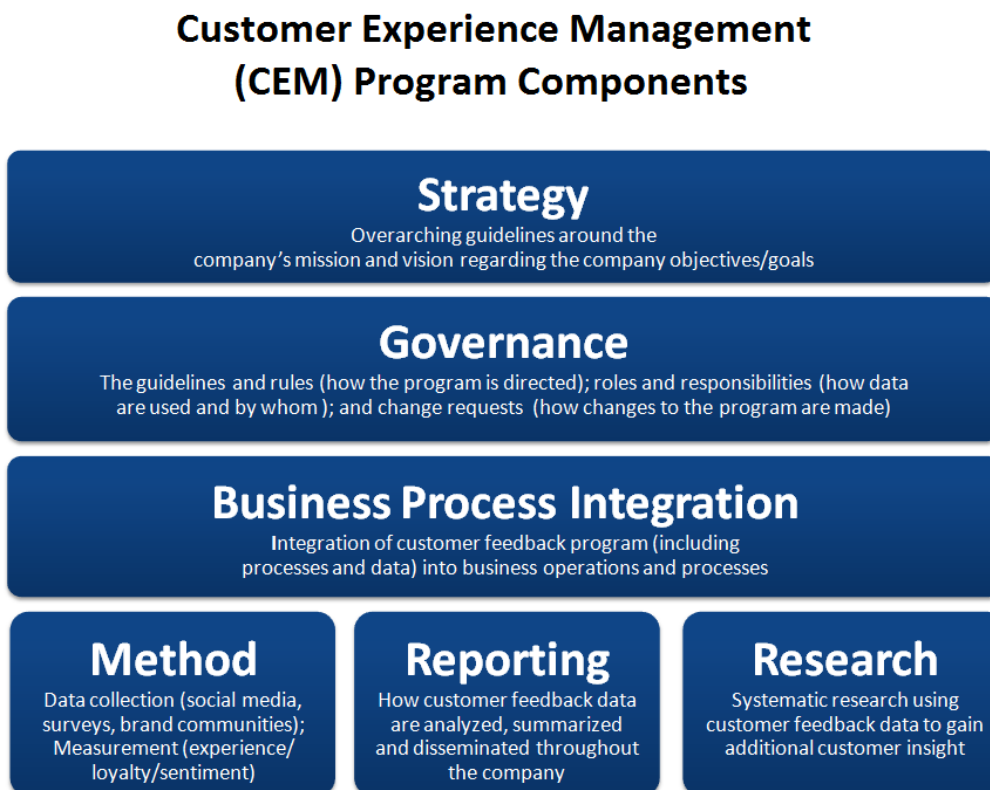 Customer Experience Management
(CEM) Program Components
Strategy
Overarching guidelines around the
company's mission and vision regarding the company objectives/goals
Governance
The guidelines and rules (how the program is directed); roles and responsibilities (how data
are used and by whom ); and change requests  (how changes to the program are made)
Business Process Integration
Integration of customer feedback program (including
processes and data) into business operations and processes
Method
Data collection (social media,
surveys, brand communities);
Measurement (experience/
loyalty/sentiment)
Reporting
How customer feedback data
are analyzed, summarized
and disseminated throughout
the company
Research
Systematic research using
customer feedback data to gain
additional customer insight